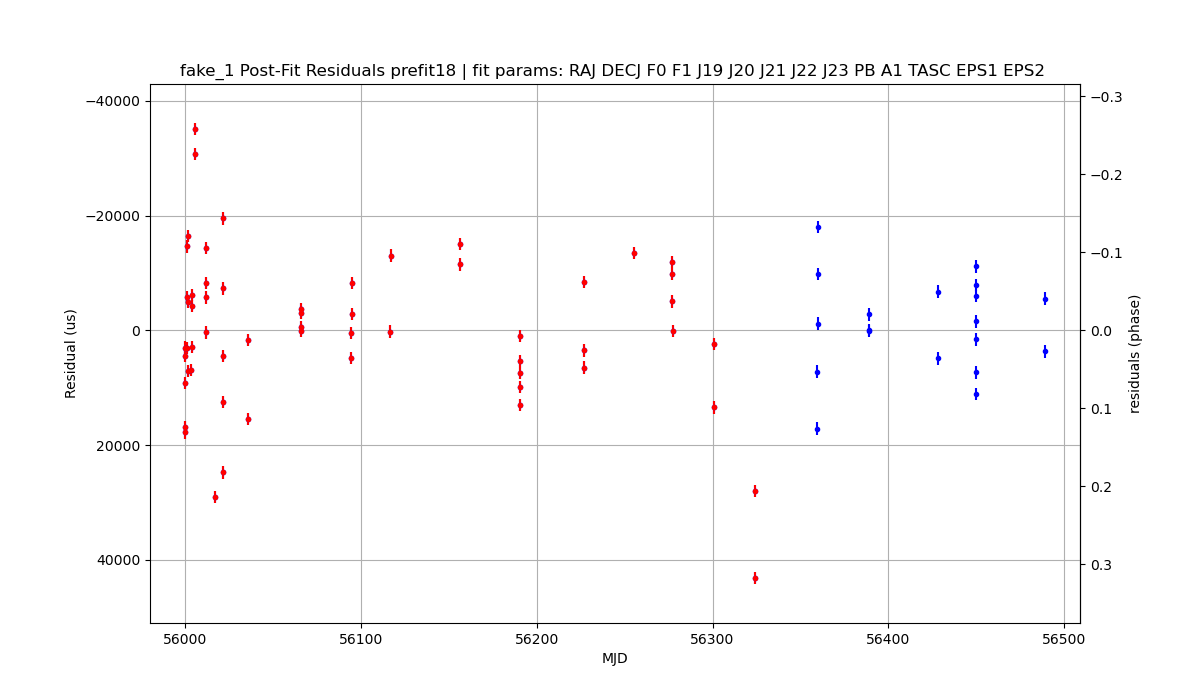 fake_1 Post-Fit Residuals prefit18 | fit params: RAJ DECJ F0 F1 J19 J20 J21 J22 J23 PB A1 TASC EPS1 EPS2
−40000
−20000
0
20000
40000
Residual (us)
−0.3
−0.2
−0.1
0.0
0.1
0.2
0.3
residuals (phase)
56000 56100 56200 56300 56400 56500
MJD